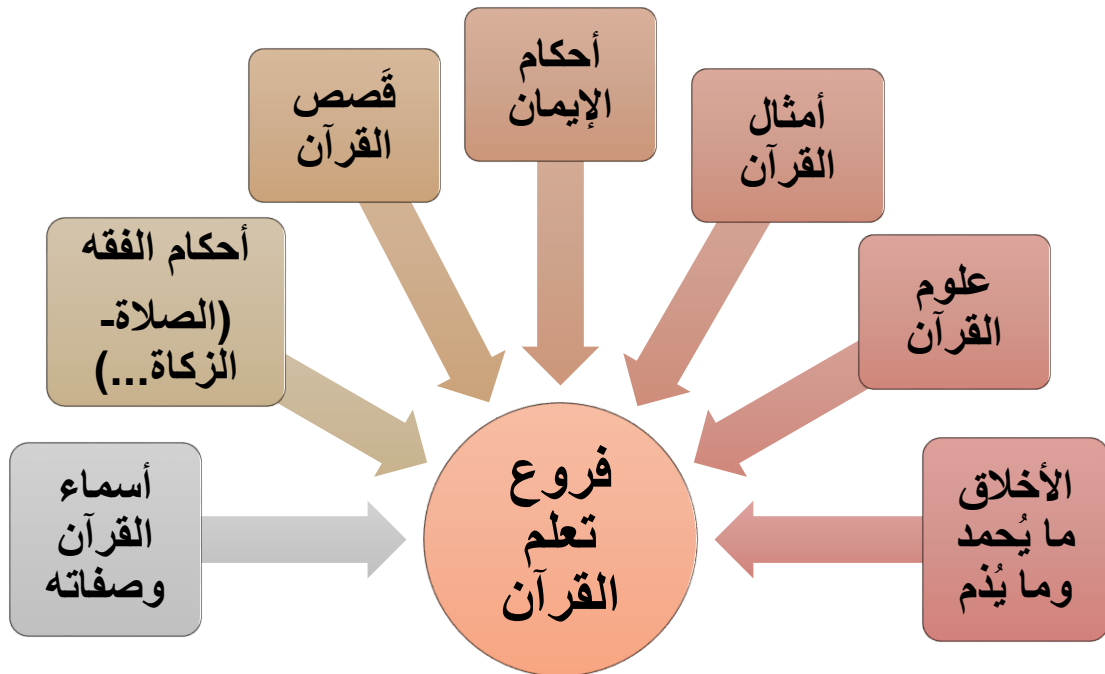 أحكام
الإيمان
قَصص
القرآن
أمثال
القرآن
أحكام الفقه
(الصلاة-
الزكاة...)
علوم
القرآن
أسماء
القرآن
وصفاته
فروع
تعلم
القرآن
الأخلاق
ما يُحمد
وما يُذم